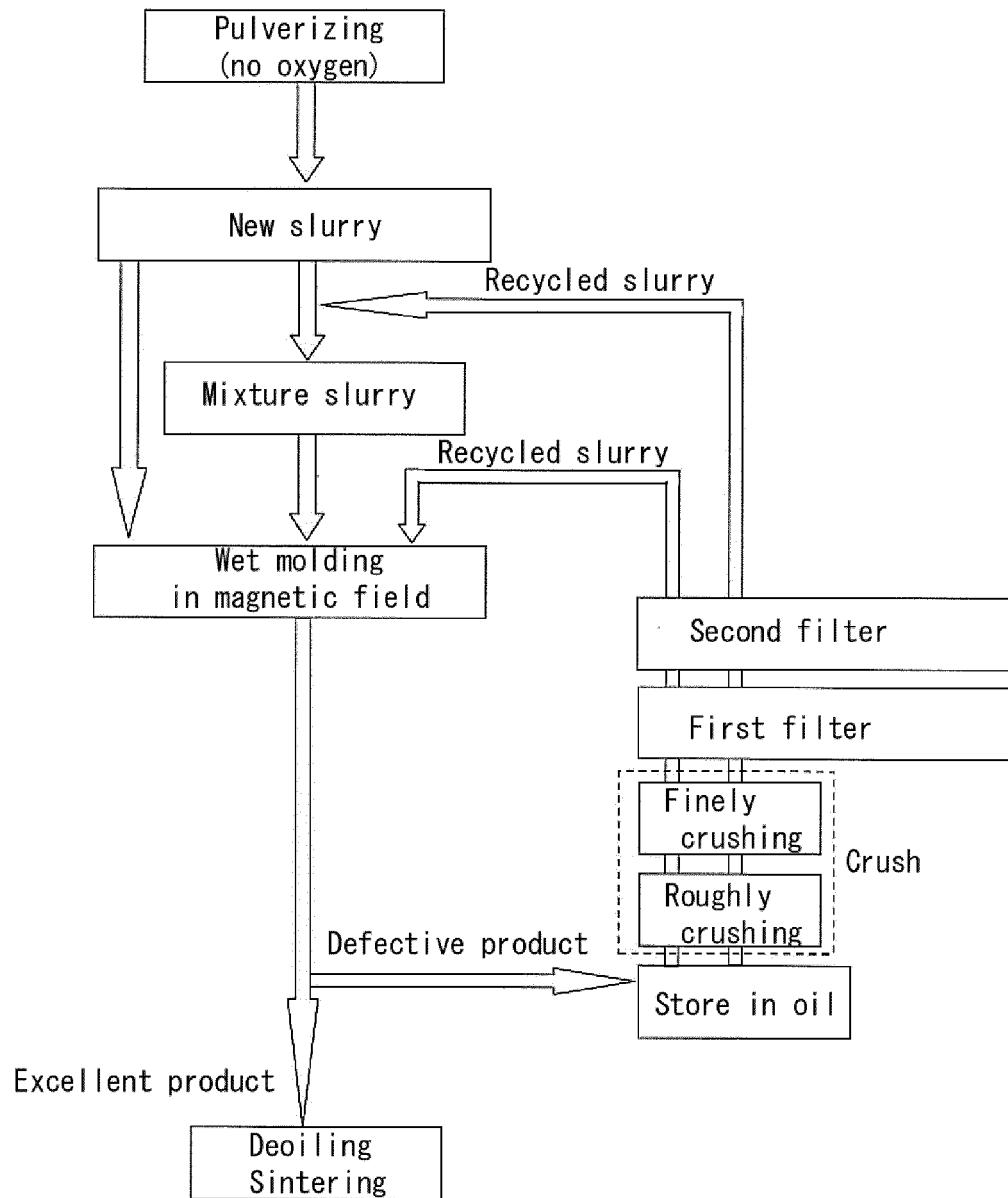 Pulverizing
(no oxygen)
New slurry
Recycled slurry
Mixture slurry
Recycled slurry
Wet molding
in magnetic field
Second filter
First filter
Finely
crushing
Crush
Roughly
crushing
Defective product
Store in oil
Excellent product
Deoiling
Sintering